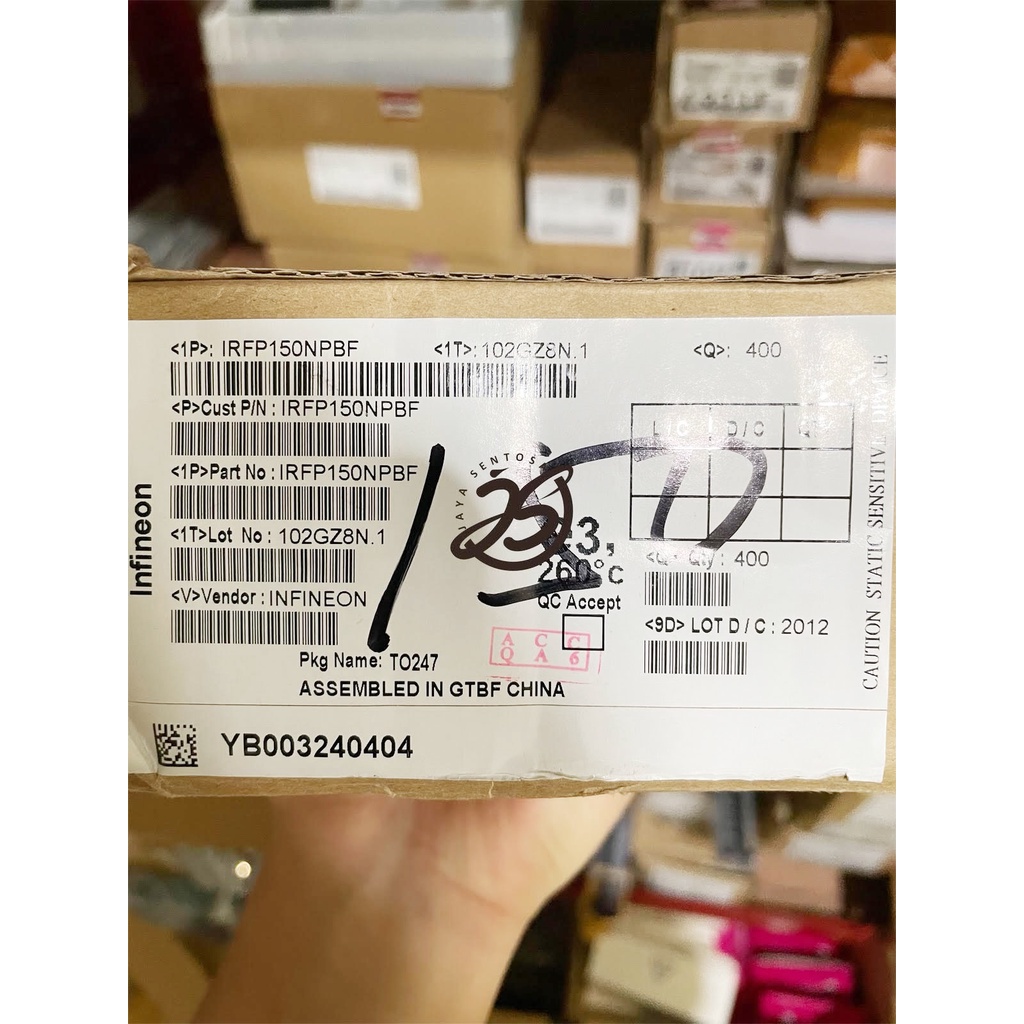 <1P>: IRFP150NPBF <1T>:102GZ8N.1 <Q>: 400
<P>Cust P/N : IRFP150NPBF
L/C D/C
<1P>Part No : IRFP150NPBF
JAYA SENTOSA
<1T>Lot No : 102GZ8N.1
3,
260°C
400
<V>Vendor : INFINEON
QC Accept
<9D> LOT D/C : 2012
A C C
Q A 6
Pkg Name: TO247
ASSEMBLED IN GTBF CHINA
YB003240404
Infineon
CAUTION STATIC SENSITIVE DEVICE